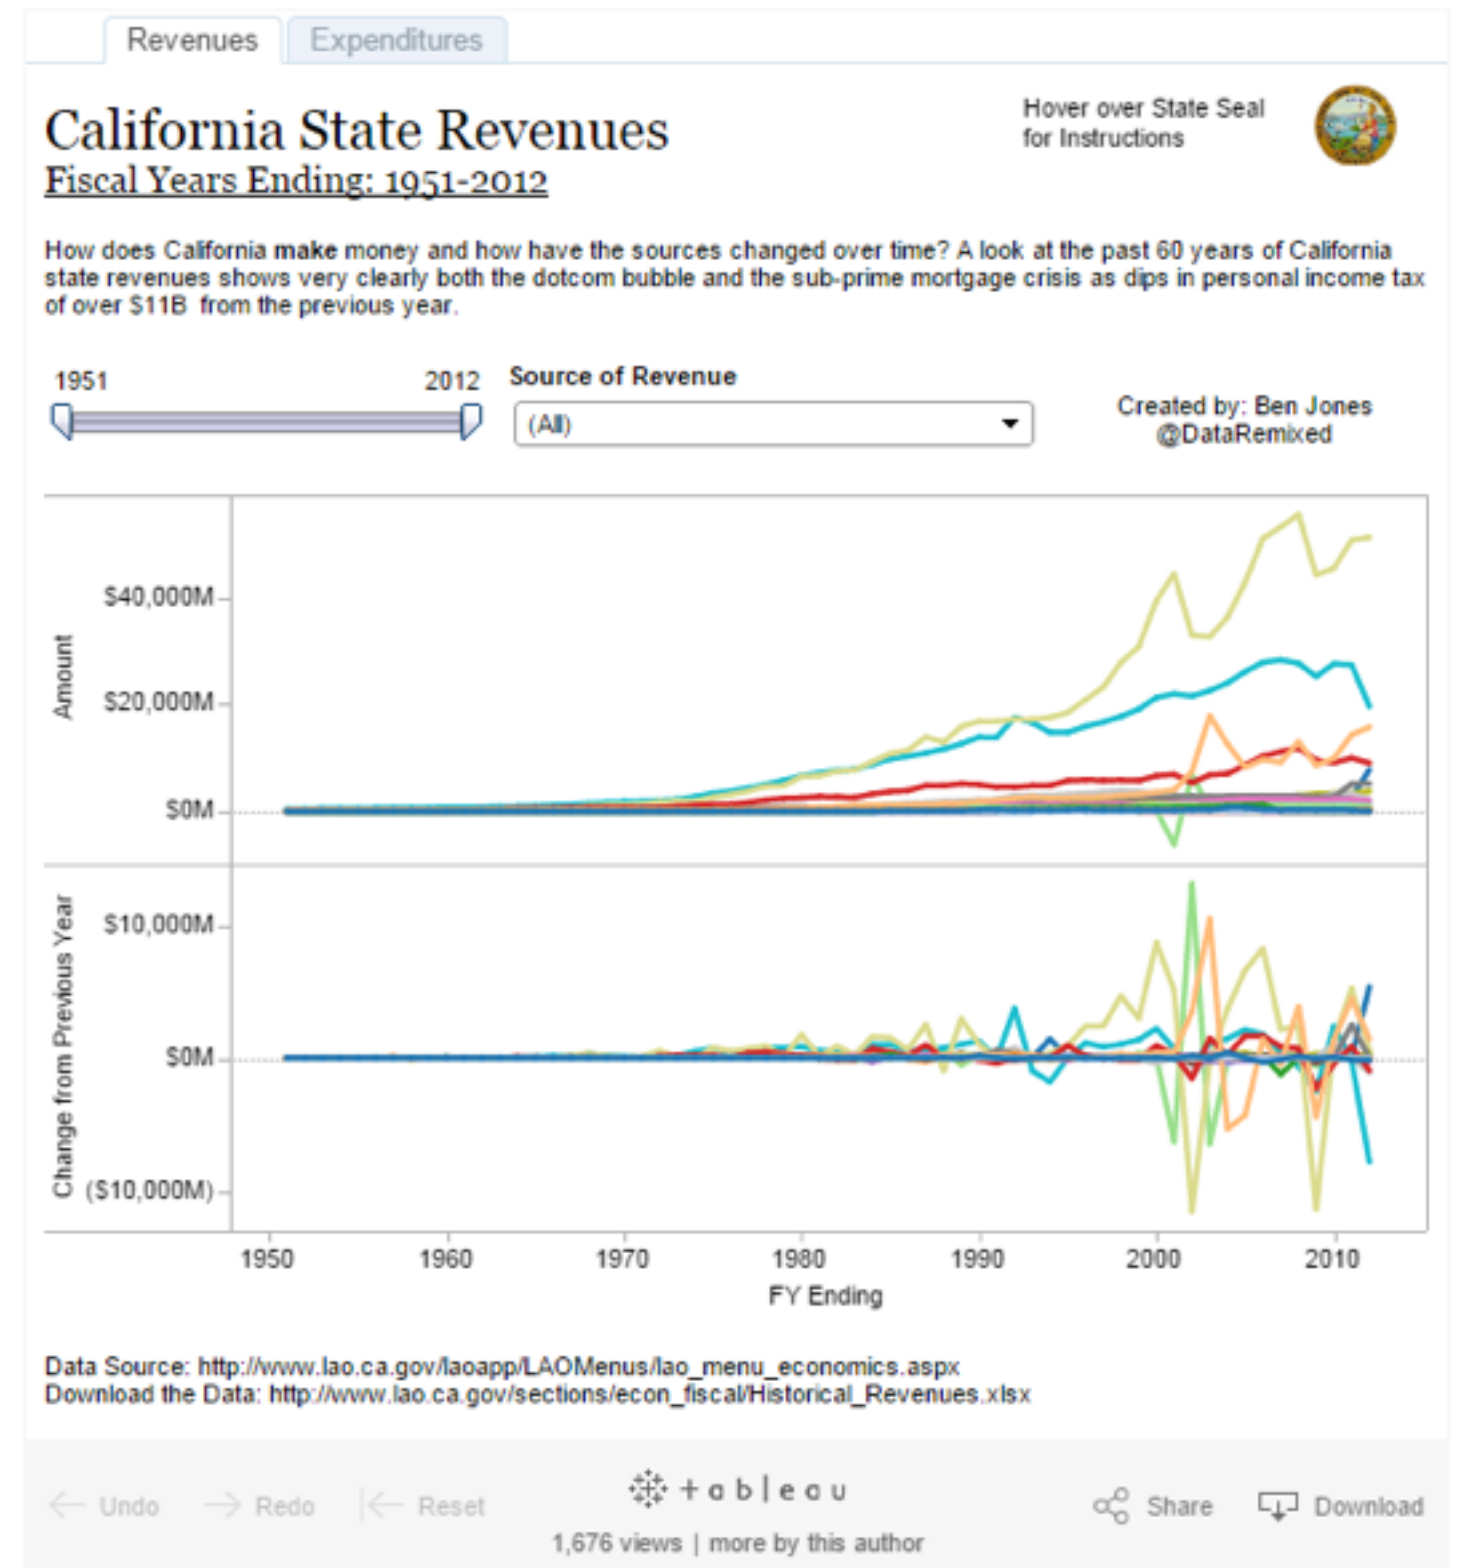 Revenues Expenditures
California State Revenues
Fiscal Years Ending: 1951-2012
Hover over State Seal
for Instructions
How does California make money and how have the sources changed over time? A look at the past 60 years of California
state revenues shows very clearly both the dotcom bubble and the sub-prime mortgage crisis as dips in personal income tax
of over $11B from the previous year.
1951 2012
Source of Revenue
(All)
Created by: Ben Jones
@DataRemixed
Amount
$40,000M
$20,000M
$0M
Change from Previous Year
$10,000M
$0M
($10,000M)
1950 1960 1970 1980 1990 2000 2010
FY Ending
Data Source: http://www.lao.ca.gov/laoapp/LAOMenus/lao_menu_economics.aspx
Download the Data: http://www.lao.ca.gov/sections/econ_fiscal/Historical_Revenues.xlsx
Undo Redo Reset
+ableau
Share Download
1,676 views | more by this author